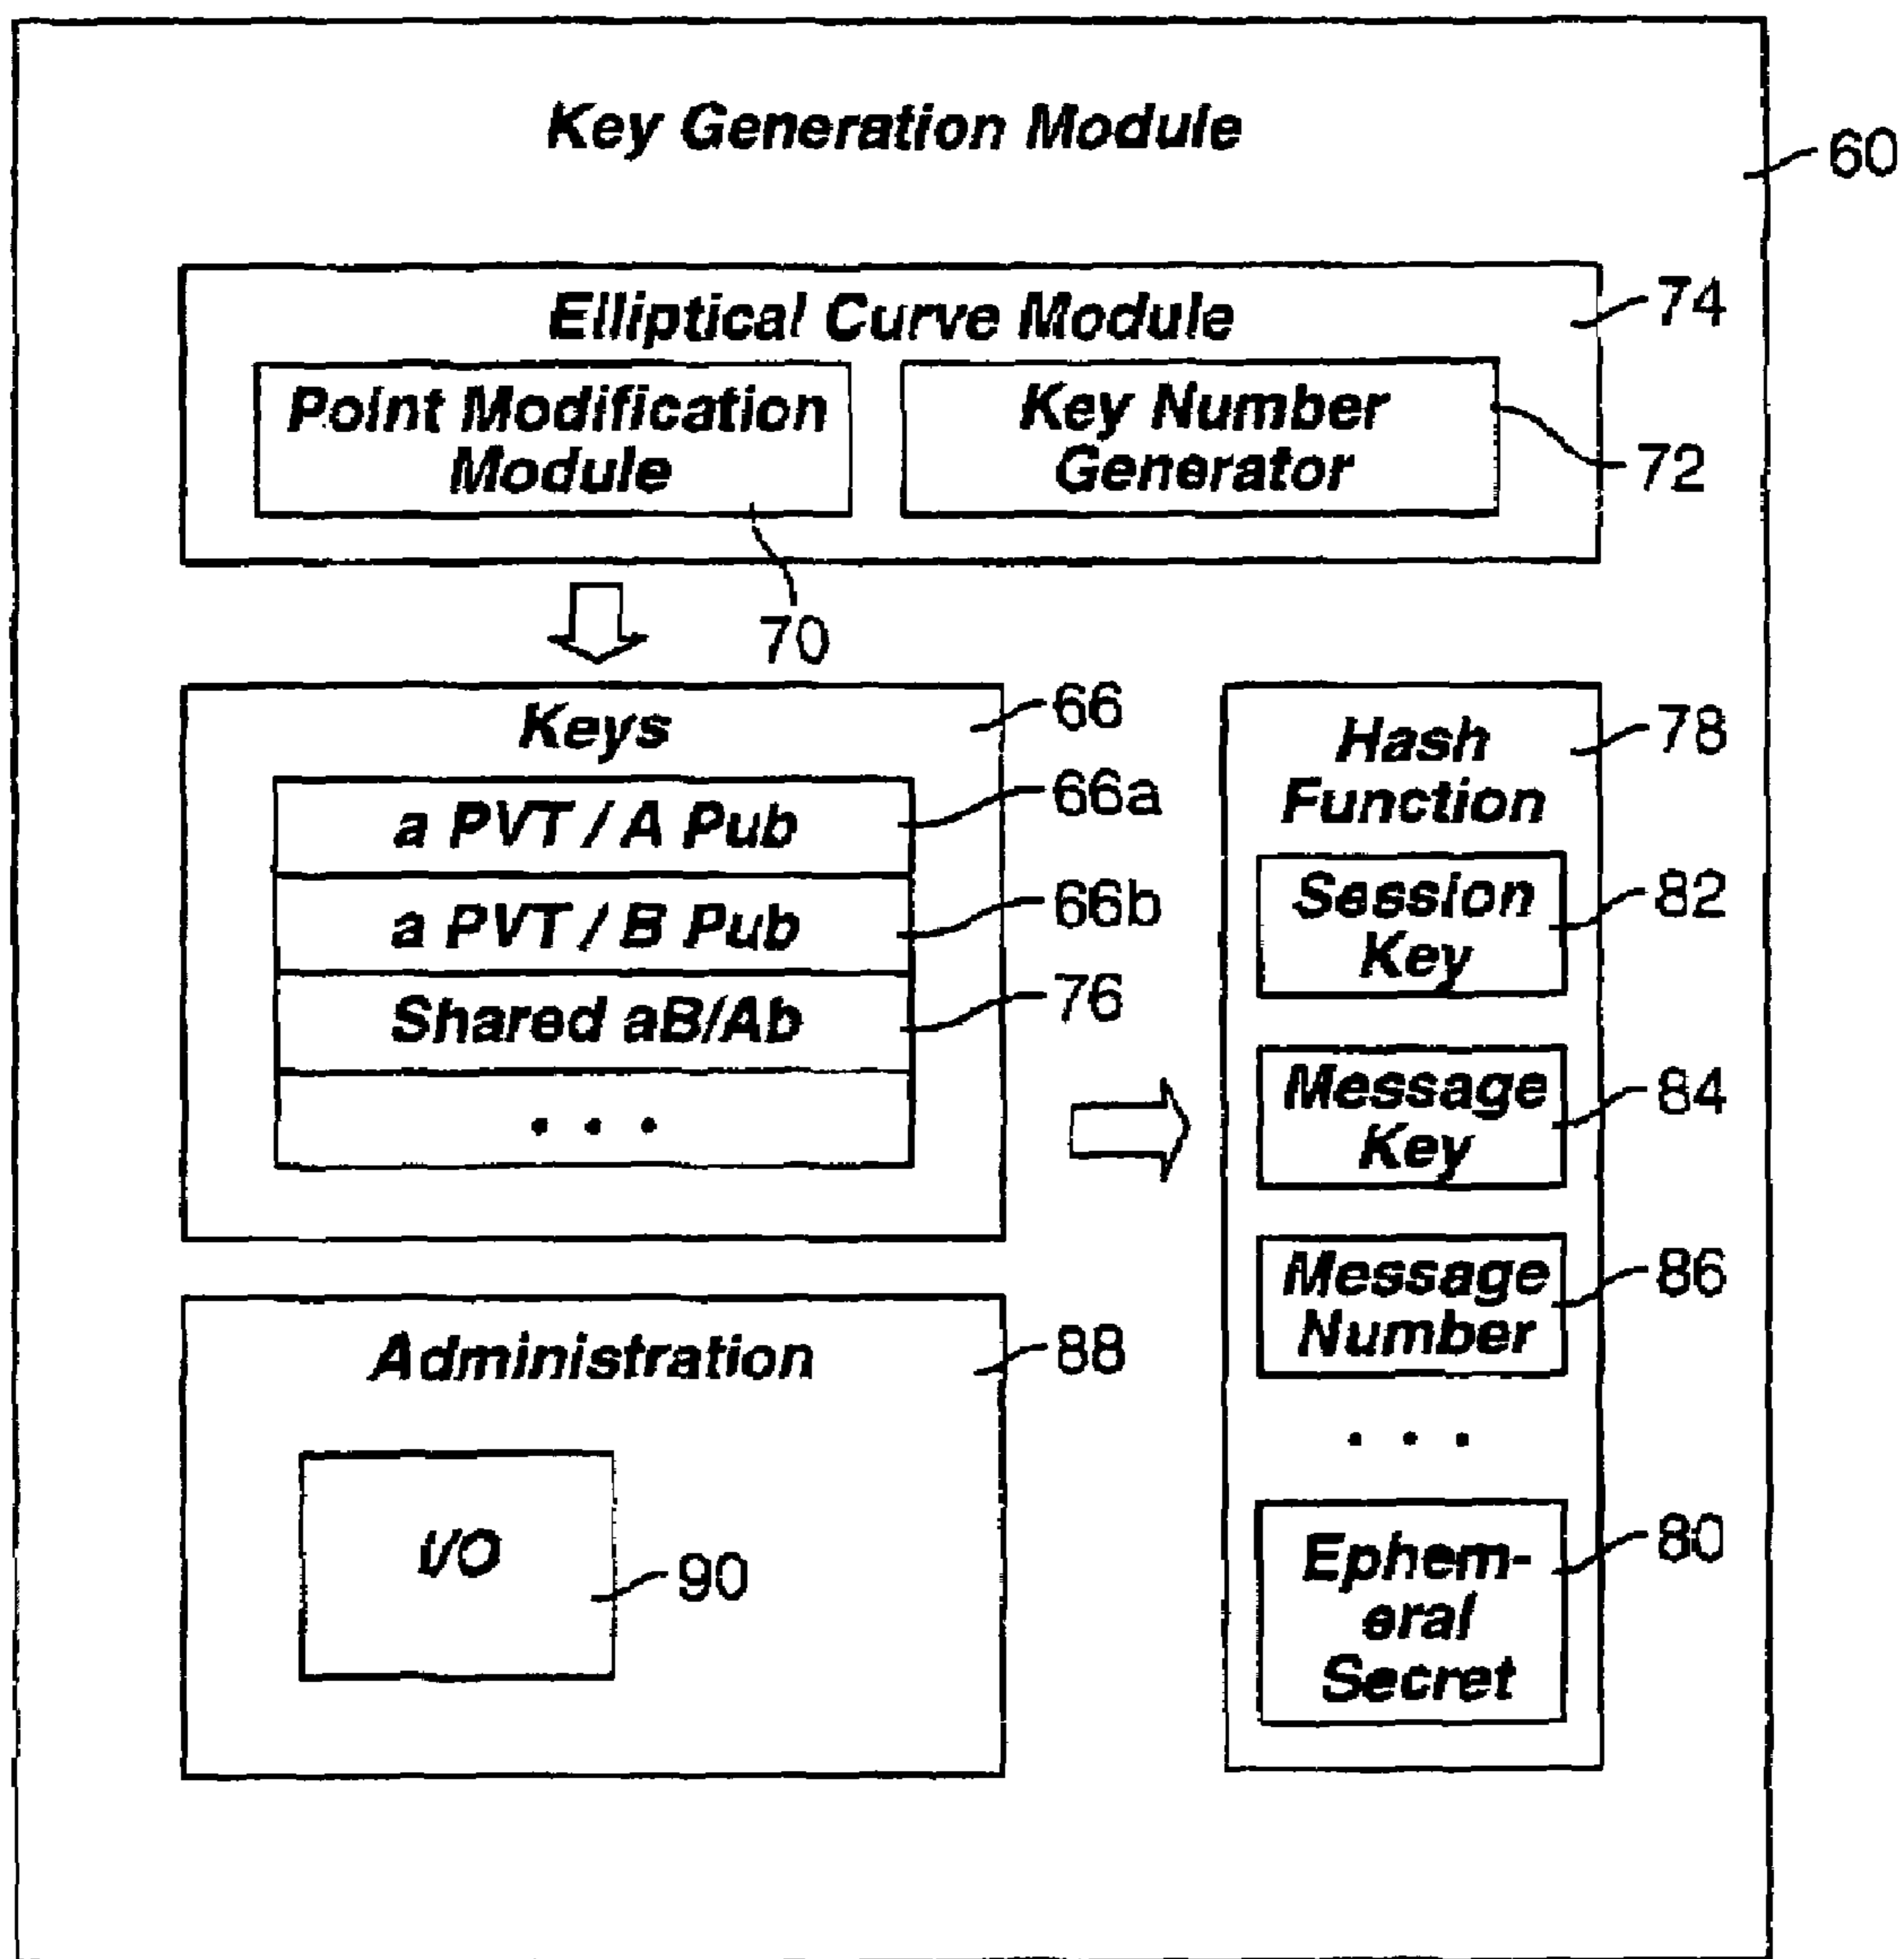 Key Generation Module
60
Elliptical Curve Module
74
Point Modification
Module
Key Number
Generator
72
70
Keys
66
a PVT / A Pub
66a
a PVT / B Pub
66b
Shared aB/Ab
76
. . .
Hash
Function
78
Session
Key
82
Message
Key
84
Message
Number
86
. . .
Ephem-
eral
Secret
80
Administration
88
I/O
90